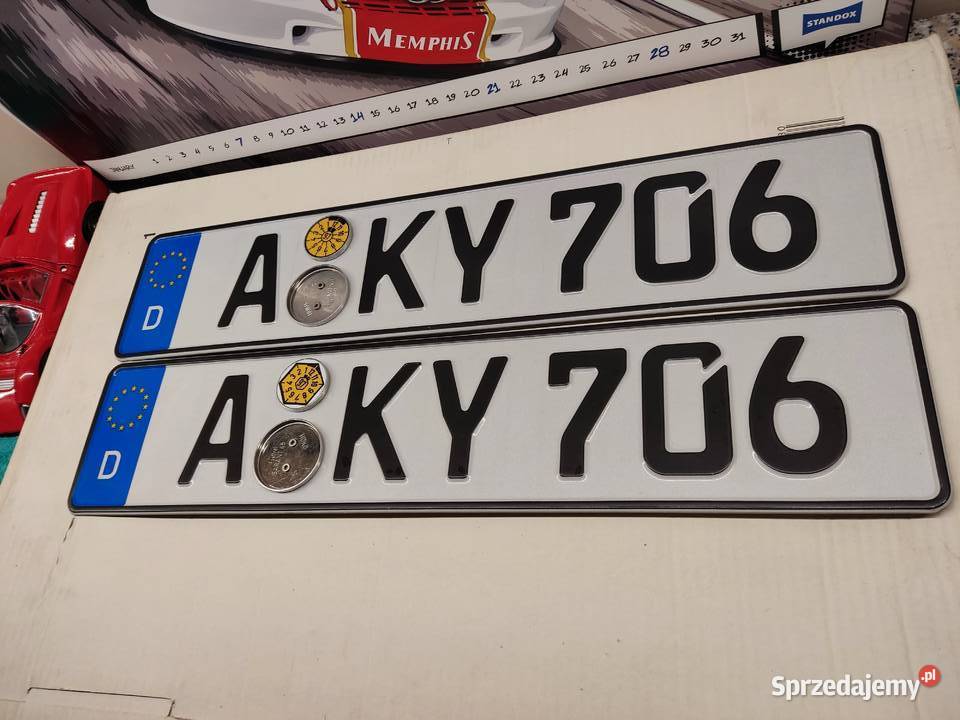 MEMPHIS
STANDOX
JANUARY 1 2 3 4 5 6 7 8 9 10 11 12 13 14 15 16 17 18 19 20 21 22 23 24 25 26 27 28 29 30 31
D A KY 706
D A KY 706
Sprzedajemy.pl